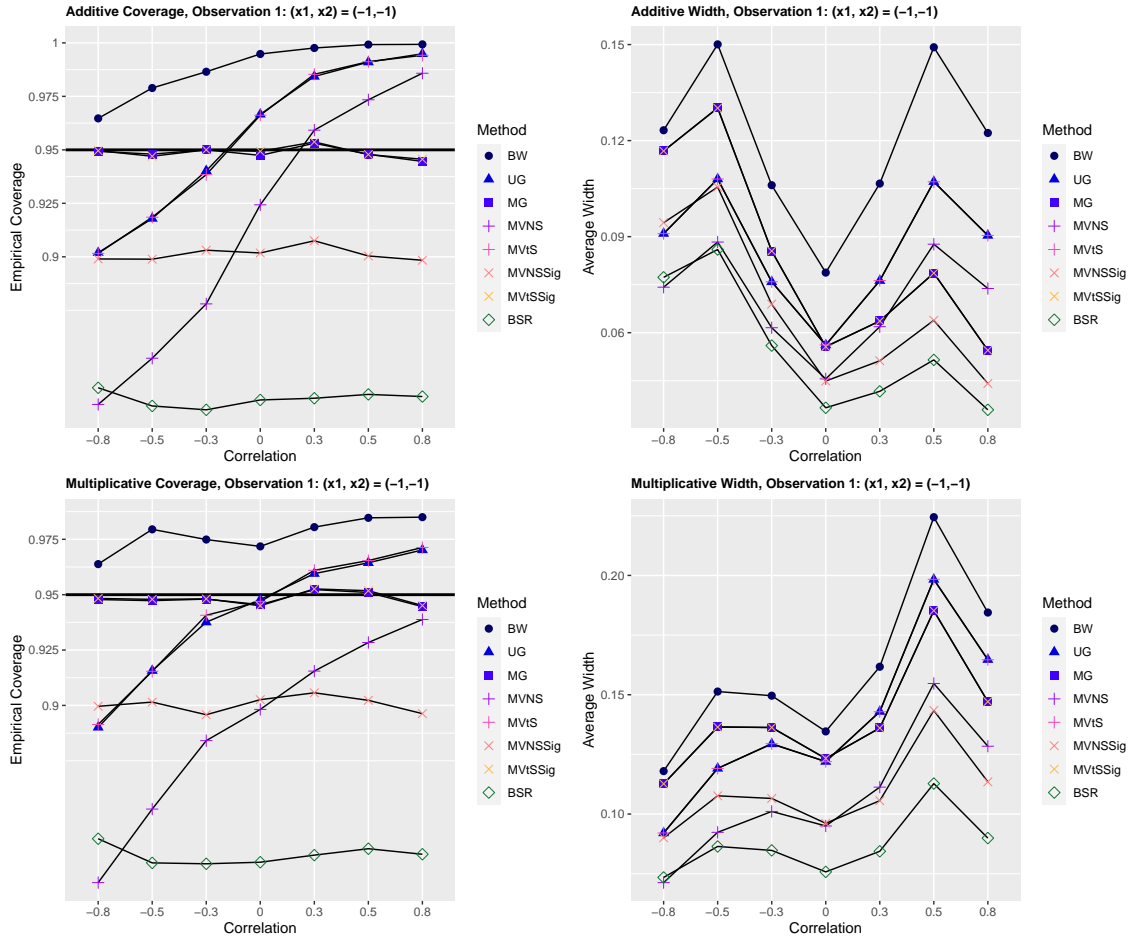 Additive Coverage, Observation 1: (x1, x2) = (−1,−1)
1
0.975
0.95
0.925
0.9
Empirical Coverage
−0.8
−0.5
−0.3
0
0.3
0.5
0.8
Correlation
Method
BW
UG
MG
MVNS
MVtS
MVNSSig
MVtSSig
BSR
Additive Width, Observation 1: (x1, x2) = (−1,−1)
0.15
0.12
0.09
0.06
Average Width
−0.8
−0.5
−0.3
0
0.3
0.5
0.8
Correlation
Method
BW
UG
MG
MVNS
MVtS
MVNSSig
MVtSSig
BSR
Multiplicative Coverage, Observation 1: (x1, x2) = (−1,−1)
0.975
0.95
0.925
0.9
Empirical Coverage
−0.8
−0.5
−0.3
0
0.3
0.5
0.8
Correlation
Method
BW
UG
MG
MVNS
MVtS
MVNSSig
MVtSSig
BSR
Multiplicative Width, Observation 1: (x1, x2) = (−1,−1)
0.20
0.15
0.10
Average Width
−0.8
−0.5
−0.3
0
0.3
0.5
0.8
Correlation
Method
BW
UG
MG
MVNS
MVtS
MVNSSig
MVtSSig
BSR